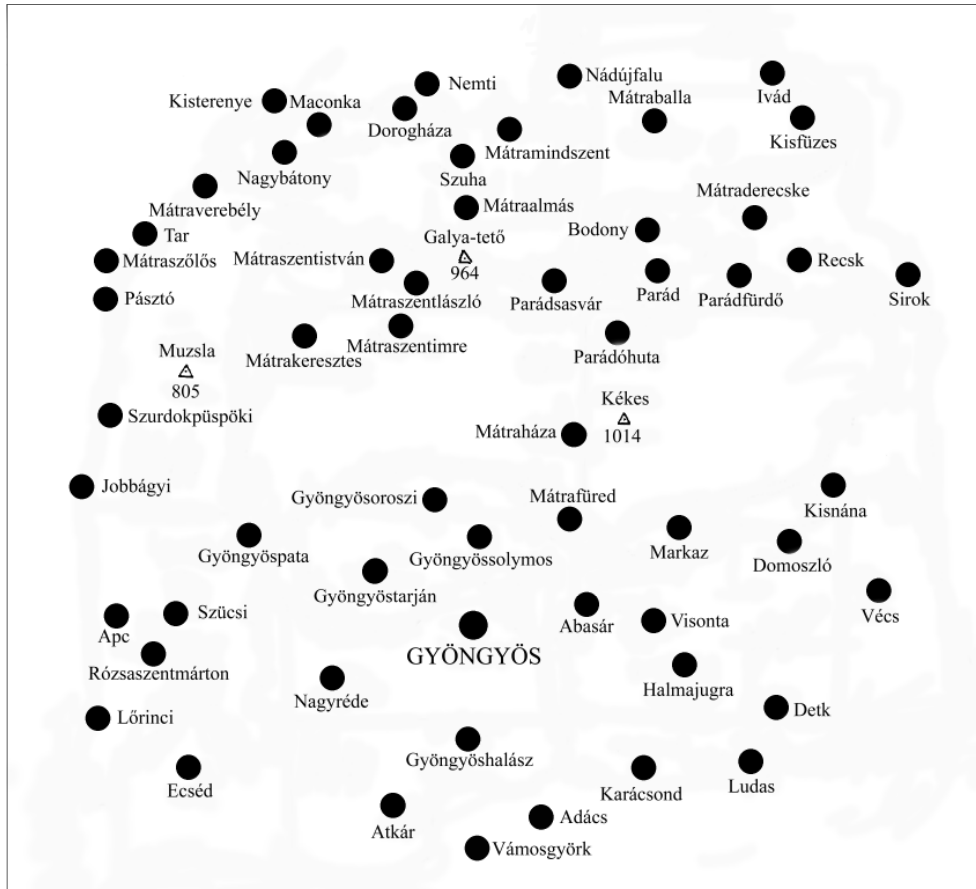 Nemti
Nádújfalu
Ivád
Kisterenye
Maconka
Mátraballa
Dorogháza
Kisfüzes
Mátramindszent
Nagybátony
Szuha
Mátraverebély
Mátraalmás
Mátraderecske
Tar
Galya-tető
964
Bodony
Mátraszőlős
Mátraszentistván
Recsk
Mátraszentlászló
Parádsasvár
Parád
Parádfürdő
Sirok
Pásztó
Mátraszentimre
Mátrakeresztes
Parádóhuta
Muzsla
805
Kékes
1014
Szurdokpüspöki
Mátraháza
Jobbágyi
Gyöngyösoroszi
Mátrafüred
Kisnána
Gyöngyöspata
Gyöngyössolymos
Markaz
Domoszló
Gyöngyöstarján
Szücsi
Abasár
Visonta
Vécs
Apc
GYÖNGYÖS
Rózsaszentmárton
Nagyréde
Halmajugra
Lőrinci
Detk
Gyöngyöshalász
Ecséd
Karácsond
Ludas
Atkár
Adács
Vámosgyörk